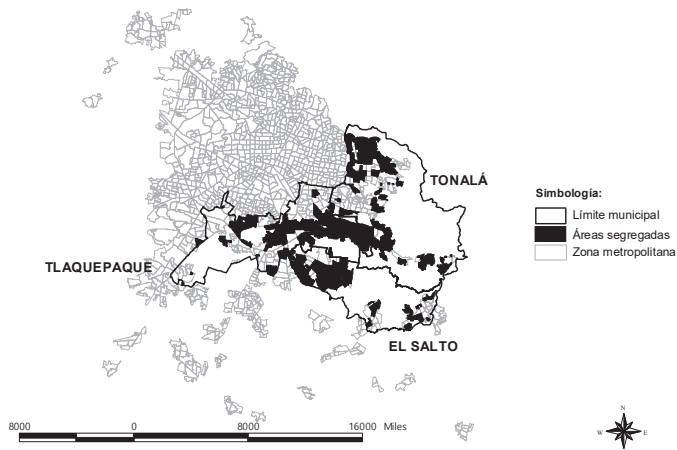 TONALÁ
Simbología:
Límite municipal
Áreas segregadas
Zona metropolitana
TLAQUEPAQUE
EL SALTO
8000 0 8000 16000 Miles
N
W E
S